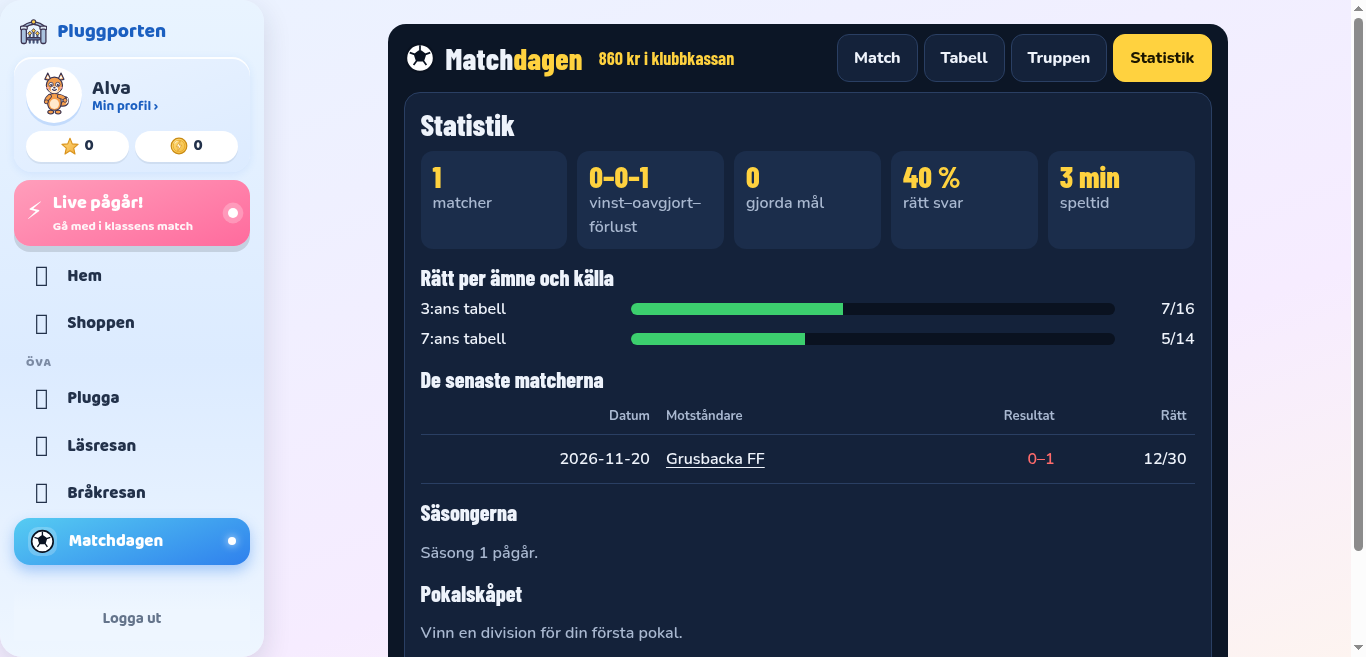 Pluggporten
Alva
Min profil ›
0
0
Live pågår!
Gå med i klassens match
Hem
Shoppen
ÖVA
Plugga
Läsresan
Bråkresan
Matchdagen
Logga ut
Matchdagen
860 kr i klubbkassan
Match
Tabell
Truppen
Statistik
Statistik
1
matcher
0–0–1
vinst–oavgjort–
förlust
0
gjorda mål
40 %
rätt svar
3 min
speltid
Rätt per ämne och källa
3:ans tabell 7/16
7:ans tabell 5/14
De senaste matcherna
Datum Motståndare Resultat Rätt
2026-11-20 Grusbacka FF 0–1 12/30
Säsongerna
Säsong 1 pågår.
Pokalskåpet
Vinn en division för din första pokal.